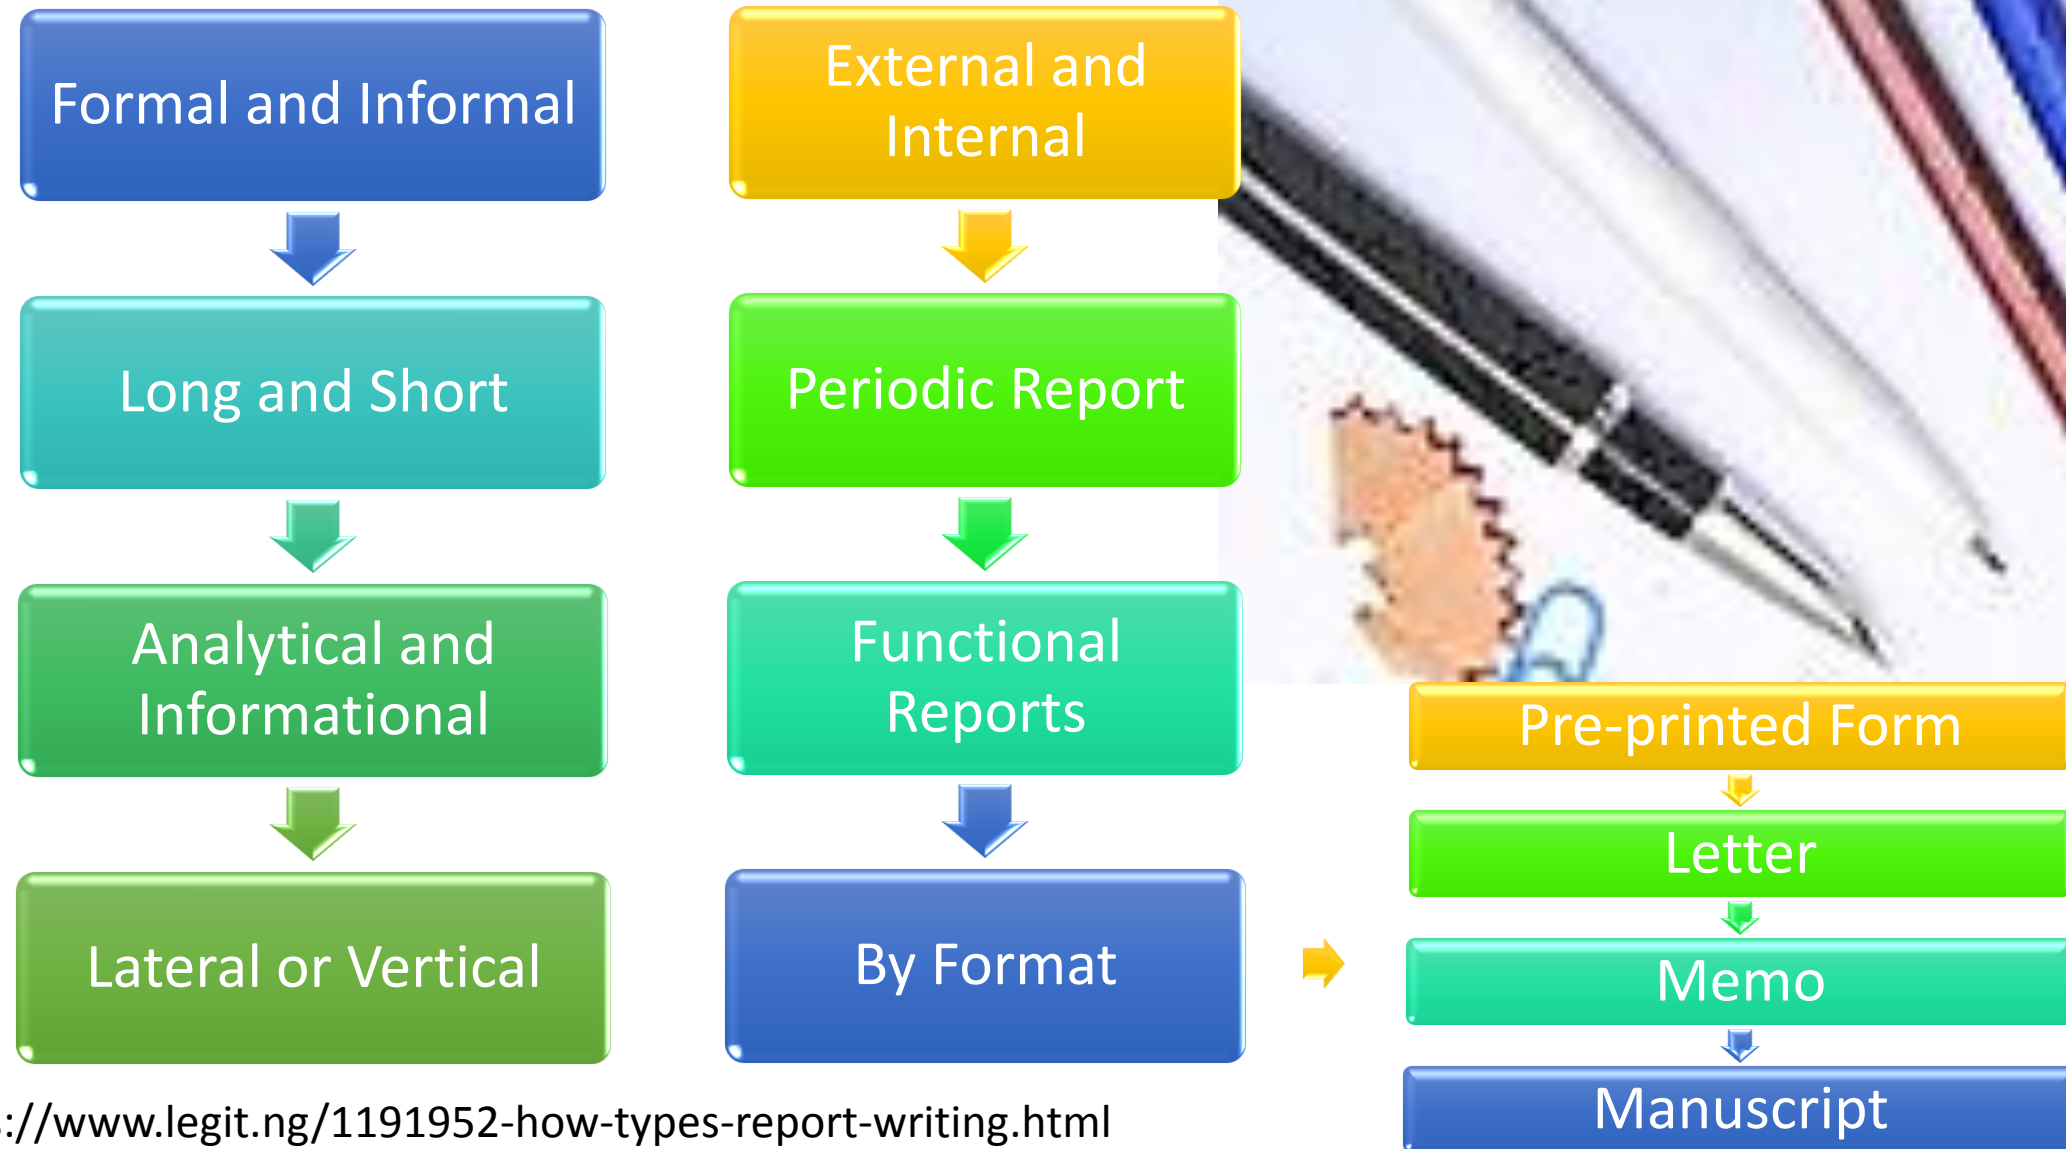 Formal and Informal
Long and Short
Analytical and
Informational
Lateral or Vertical
External and
Internal
Periodic Report
Functional
Reports
By Format
Pre-printed Form
Letter
Memo
Manuscript
://www.legit.ng/1191952-how-types-report-writing.html